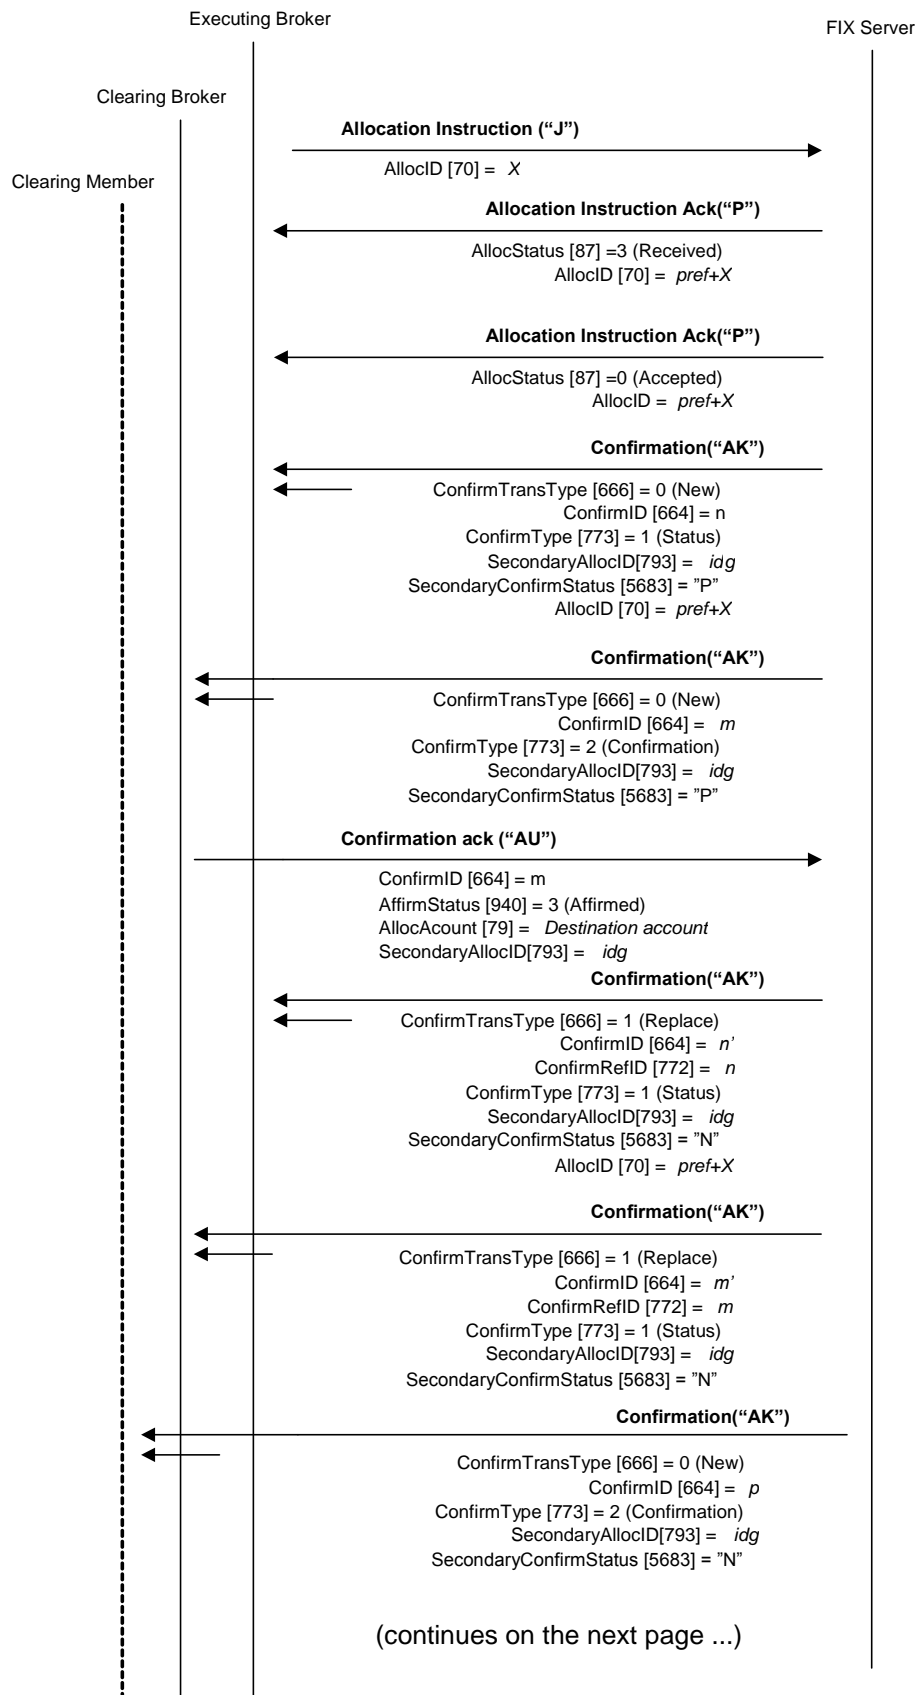 Executing Broker
FIX Server
Clearing Broker
Clearing Member
Allocation Instruction (“J”)
AllocID [70] = X
Allocation Instruction Ack(“P”)
AllocStatus [87] =3 (Received)
AllocID [70] = pref+X
Allocation Instruction Ack(“P”)
AllocStatus [87] =0 (Accepted)
AllocID = pref+X
Confirmation(“AK”)
ConfirmTransType [666] = 0 (New)
ConfirmID [664] = n
ConfirmType [773] = 1 (Status)
SecondaryAllocID[793] = idg
SecondaryConfirmStatus [5683] = ”P”
AllocID [70] = pref+X
Confirmation(“AK”)
ConfirmTransType [666] = 0 (New)
ConfirmID [664] = m
ConfirmType [773] = 2 (Confirmation)
SecondaryAllocID[793] = idg
SecondaryConfirmStatus [5683] = ”P”
Confirmation ack (“AU”)
ConfirmID [664] = m
AffirmStatus [940] = 3 (Affirmed)
AllocAcount [79] = Destination account
SecondaryAllocID[793] = idg
Confirmation(“AK”)
ConfirmTransType [666] = 1 (Replace)
ConfirmID [664] = n’
ConfirmRefID [772] = n
ConfirmType [773] = 1 (Status)
SecondaryAllocID[793] = idg
SecondaryConfirmStatus [5683] = ”N”
AllocID [70] = pref+X
Confirmation(“AK”)
ConfirmTransType [666] = 1 (Replace)
ConfirmID [664] = m’
ConfirmRefID [772] = m
ConfirmType [773] = 1 (Status)
SecondaryAllocID[793] = idg
SecondaryConfirmStatus [5683] = ”N”
Confirmation(“AK”)
ConfirmTransType [666] = 0 (New)
ConfirmID [664] = p
ConfirmType [773] = 2 (Confirmation)
SecondaryAllocID[793] = idg
SecondaryConfirmStatus [5683] = ”N”
(continues on the next page ...)